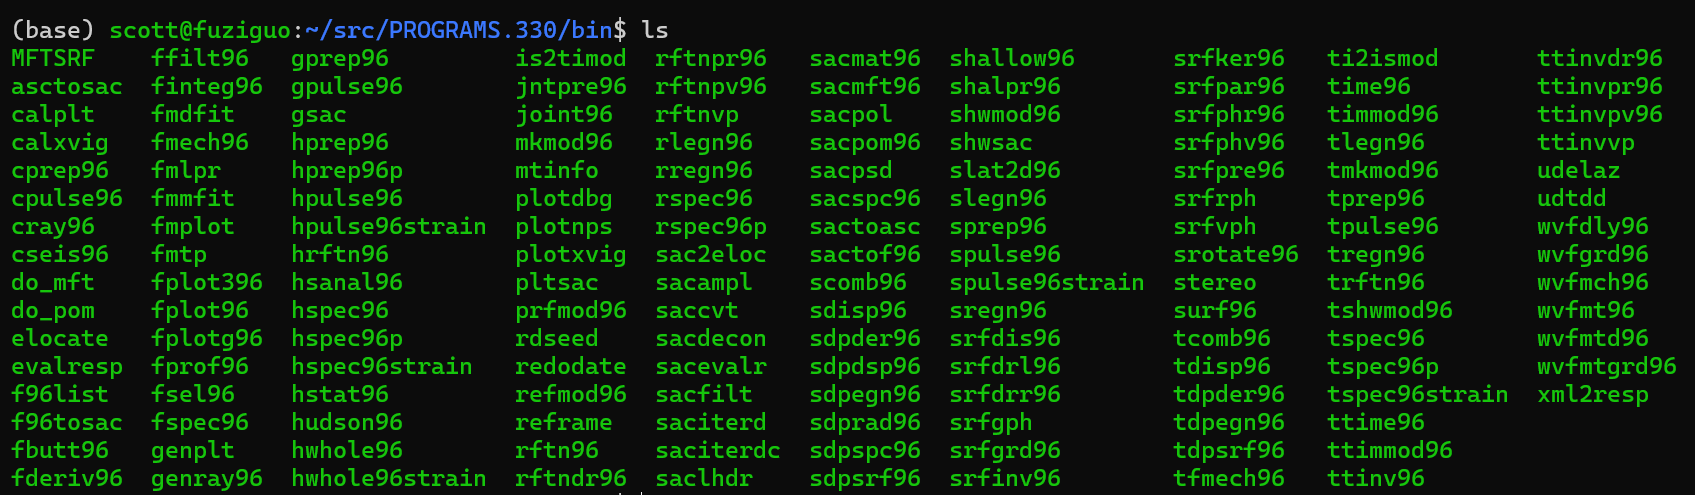 (base) scott@fuziguo:~/src/PROGRAMS.330/bin$ ls
MFTSRF ffilt96 gprep96 is2timod rftnpr96 sacmat96 shallow96 srfker96 ti2ismod ttinvdr96
asctosac finteg96 gpulse96 jntpre96 rftnpv96 sacmft96 shalpr96 srfpar96 time96 ttinvpr96
calplt fmdfit gsac joint96 rftnvp sacpol shwmod96 srfphr96 timmod96 ttinvpv96
calxvig fmech96 hprep96 mkmod96 rlegn96 sacpom96 shwsac srfphv96 tlegn96 ttinvvp
cprep96 fmlpr hprep96p mtinfo rregn96 sacpsd slat2d96 srfpre96 tmkmod96 udelaz
cpulse96 fmmfit hpulse96 plotdbg rspec96 sacspc96 slegn96 srfrph tprep96 udtdd
cray96 fmplot hpulse96strain plotnps rspec96p sactoasc sprep96 srfvph tpulse96 wvfdly96
cseis96 fmtp hrftn96 plotxvig sac2eloc sactof96 spulse96 srotate96 tregn96 wvfgrd96
do_mft fplot396 hsanal96 pltsac sacampl scomb96 spulse96strain stereo trftn96 wvfmch96
do_pom fplot96 hspec96 prfmod96 saccvt sdisp96 sregn96 surf96 tshwmod96 wvfmt96
elocate fplotg96 hspec96p rdseed sacdecon sdpder96 srfdis96 tcomb96 tspec96 wvfmtd96
evalresp fprof96 hspec96strain redodate sacevalr sdpdsp96 srfdrl96 tdisp96 tspec96p wvfmtgrd96
f96list fsel96 hstat96 refmod96 sacfilt sdpegn96 srfdrr96 tdpder96 tspec96strain xml2resp
f96tosac fspec96 hudson96 reframe saciterd sdprad96 srfgph tdpegn96 ttime96
fbutt96 genplt hwhole96 rftn96 saciterdc sdpspc96 srfgrd96 tdpsrf96 ttimmod96
fderiv96 genray96 hwhole96strain rftndr96 saclhdr sdpsrf96 srfinv96 tfmech96 ttinv96